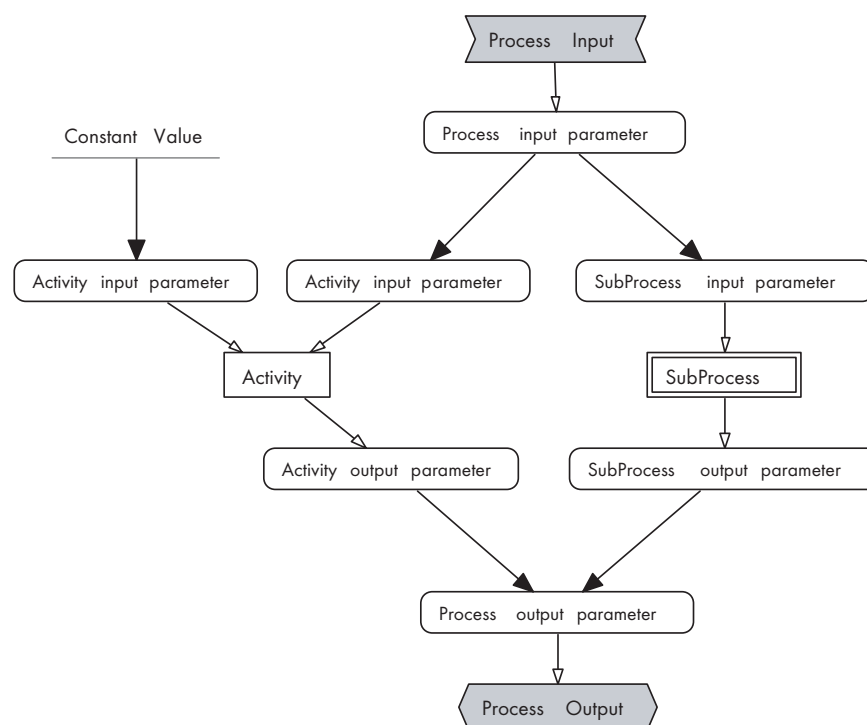 Process Input
Process input parameter
Constant Value
Activity input parameter
Activity input parameter
SubProcess input parameter
Activity
SubProcess
Activity output parameter
SubProcess output parameter
Process output parameter
Process Output